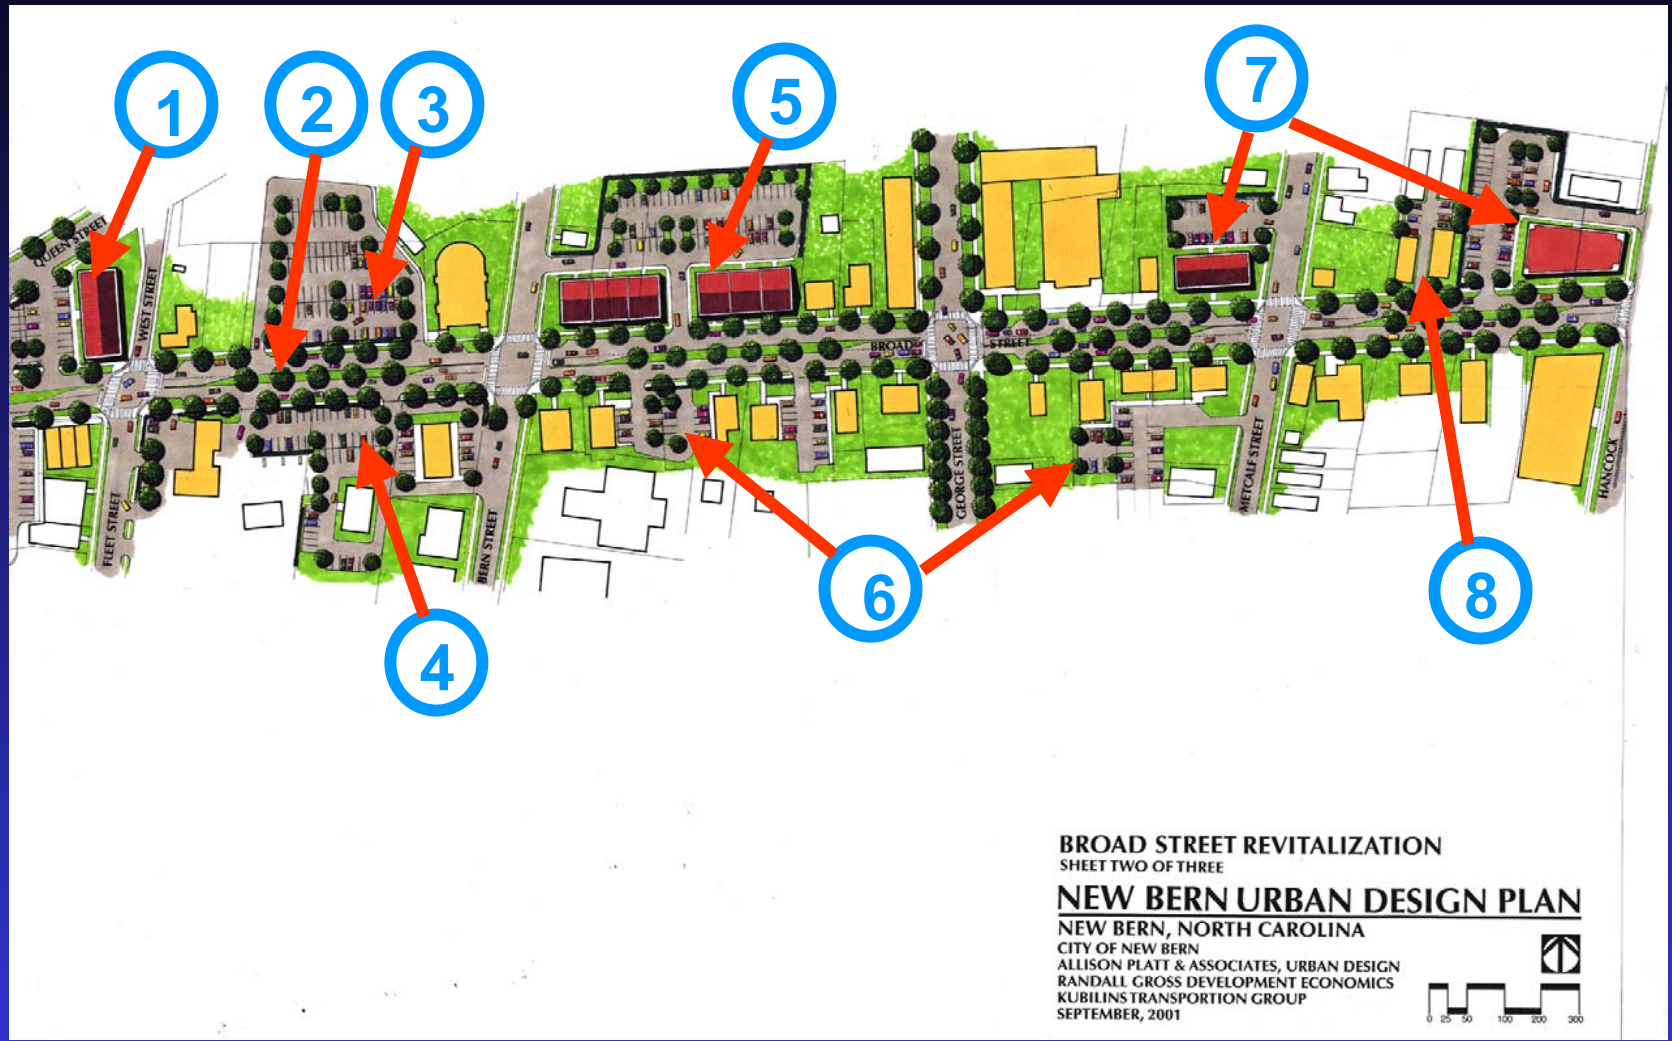 1
2
3
5
7
QUEEN STREET
WEST STREET
BROAD
STREET
FLEET STREET
BERN STREET
GEORGE STREET
METCALF STREET
HANCOCK
4
6
8
BROAD STREET REVITALIZATION
SHEET TWO OF THREE
NEW BERN URBAN DESIGN PLAN
NEW BERN, NORTH CAROLINA
CITY OF NEW BERN
ALLISON PLATT & ASSOCIATES, URBAN DESIGN
RANDALL GROSS DEVELOPMENT ECONOMICS
KUBILINS TRANSPORTION GROUP
SEPTEMBER, 2001
0 25 50 100 200 300